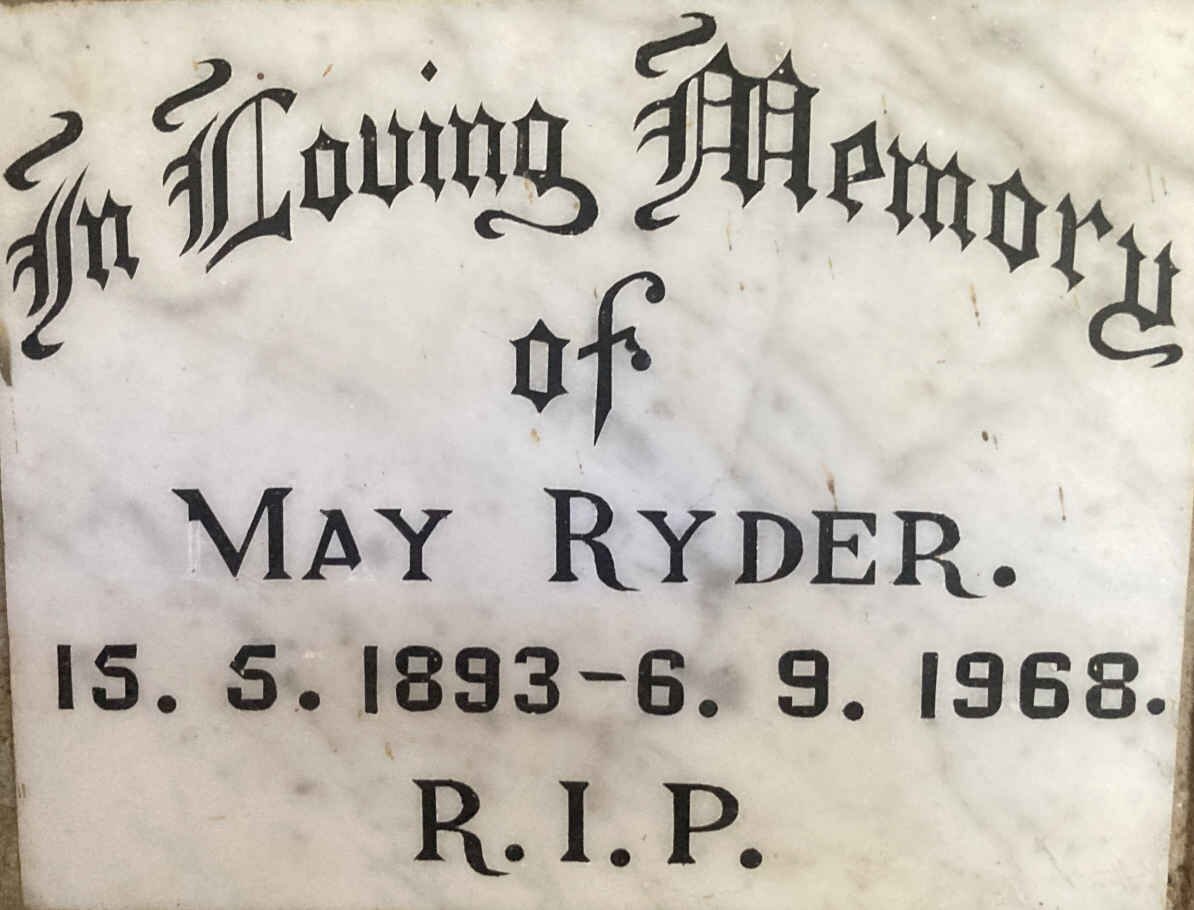 In Loving Memory
of
MAY RYDER.
15. 5. 1893-6. 9. 1968.
R.I.P.